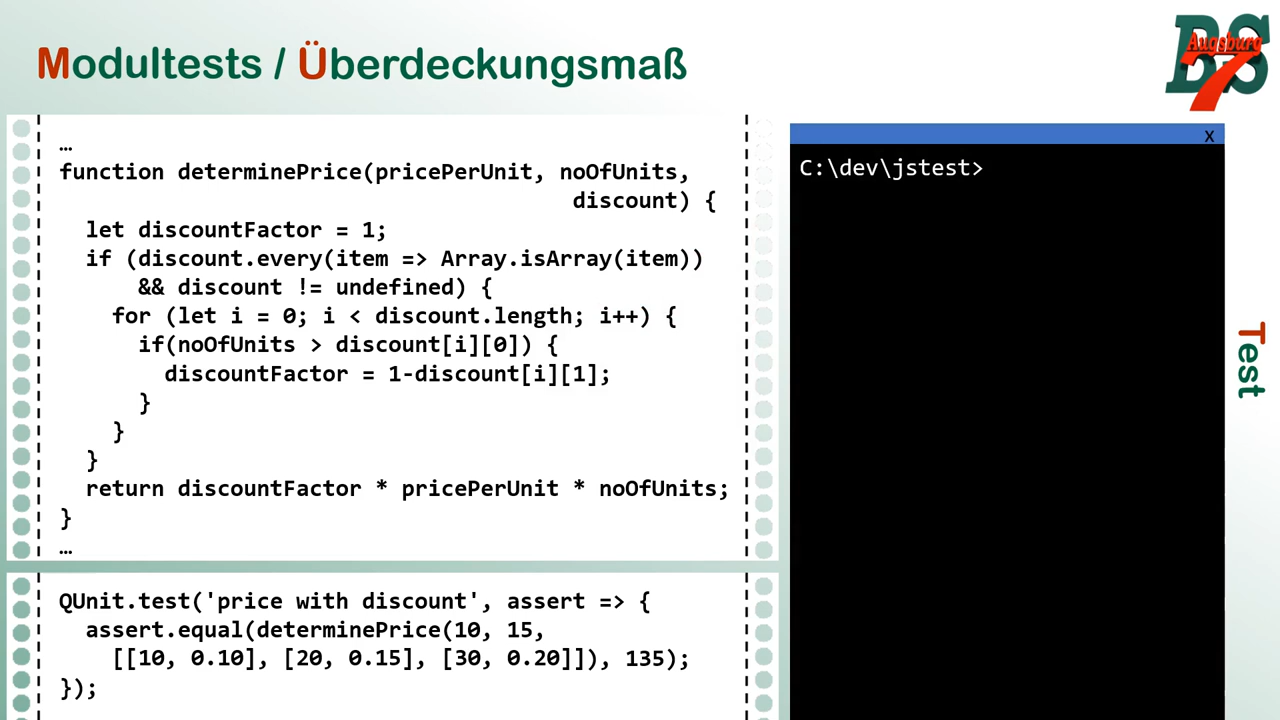 Modultests / Überdeckungsmaß
BS
Augsburg
7
…
function determinePrice(pricePerUnit, noOfUnits,
discount) {
let discountFactor = 1;
if (discount.every(item => Array.isArray(item))
&& discount != undefined) {
for (let i = 0; i < discount.length; i++) {
if(noOfUnits > discount[i][0]) {
discountFactor = 1-discount[i][1];
}
}
}
return discountFactor * pricePerUnit * noOfUnits;
}
…
QUnit.test('price with discount', assert => {
assert.equal(determinePrice(10, 15,
[[10, 0.10], [20, 0.15], [30, 0.20]]), 135);
});
x
C:\dev\jstest>
Test